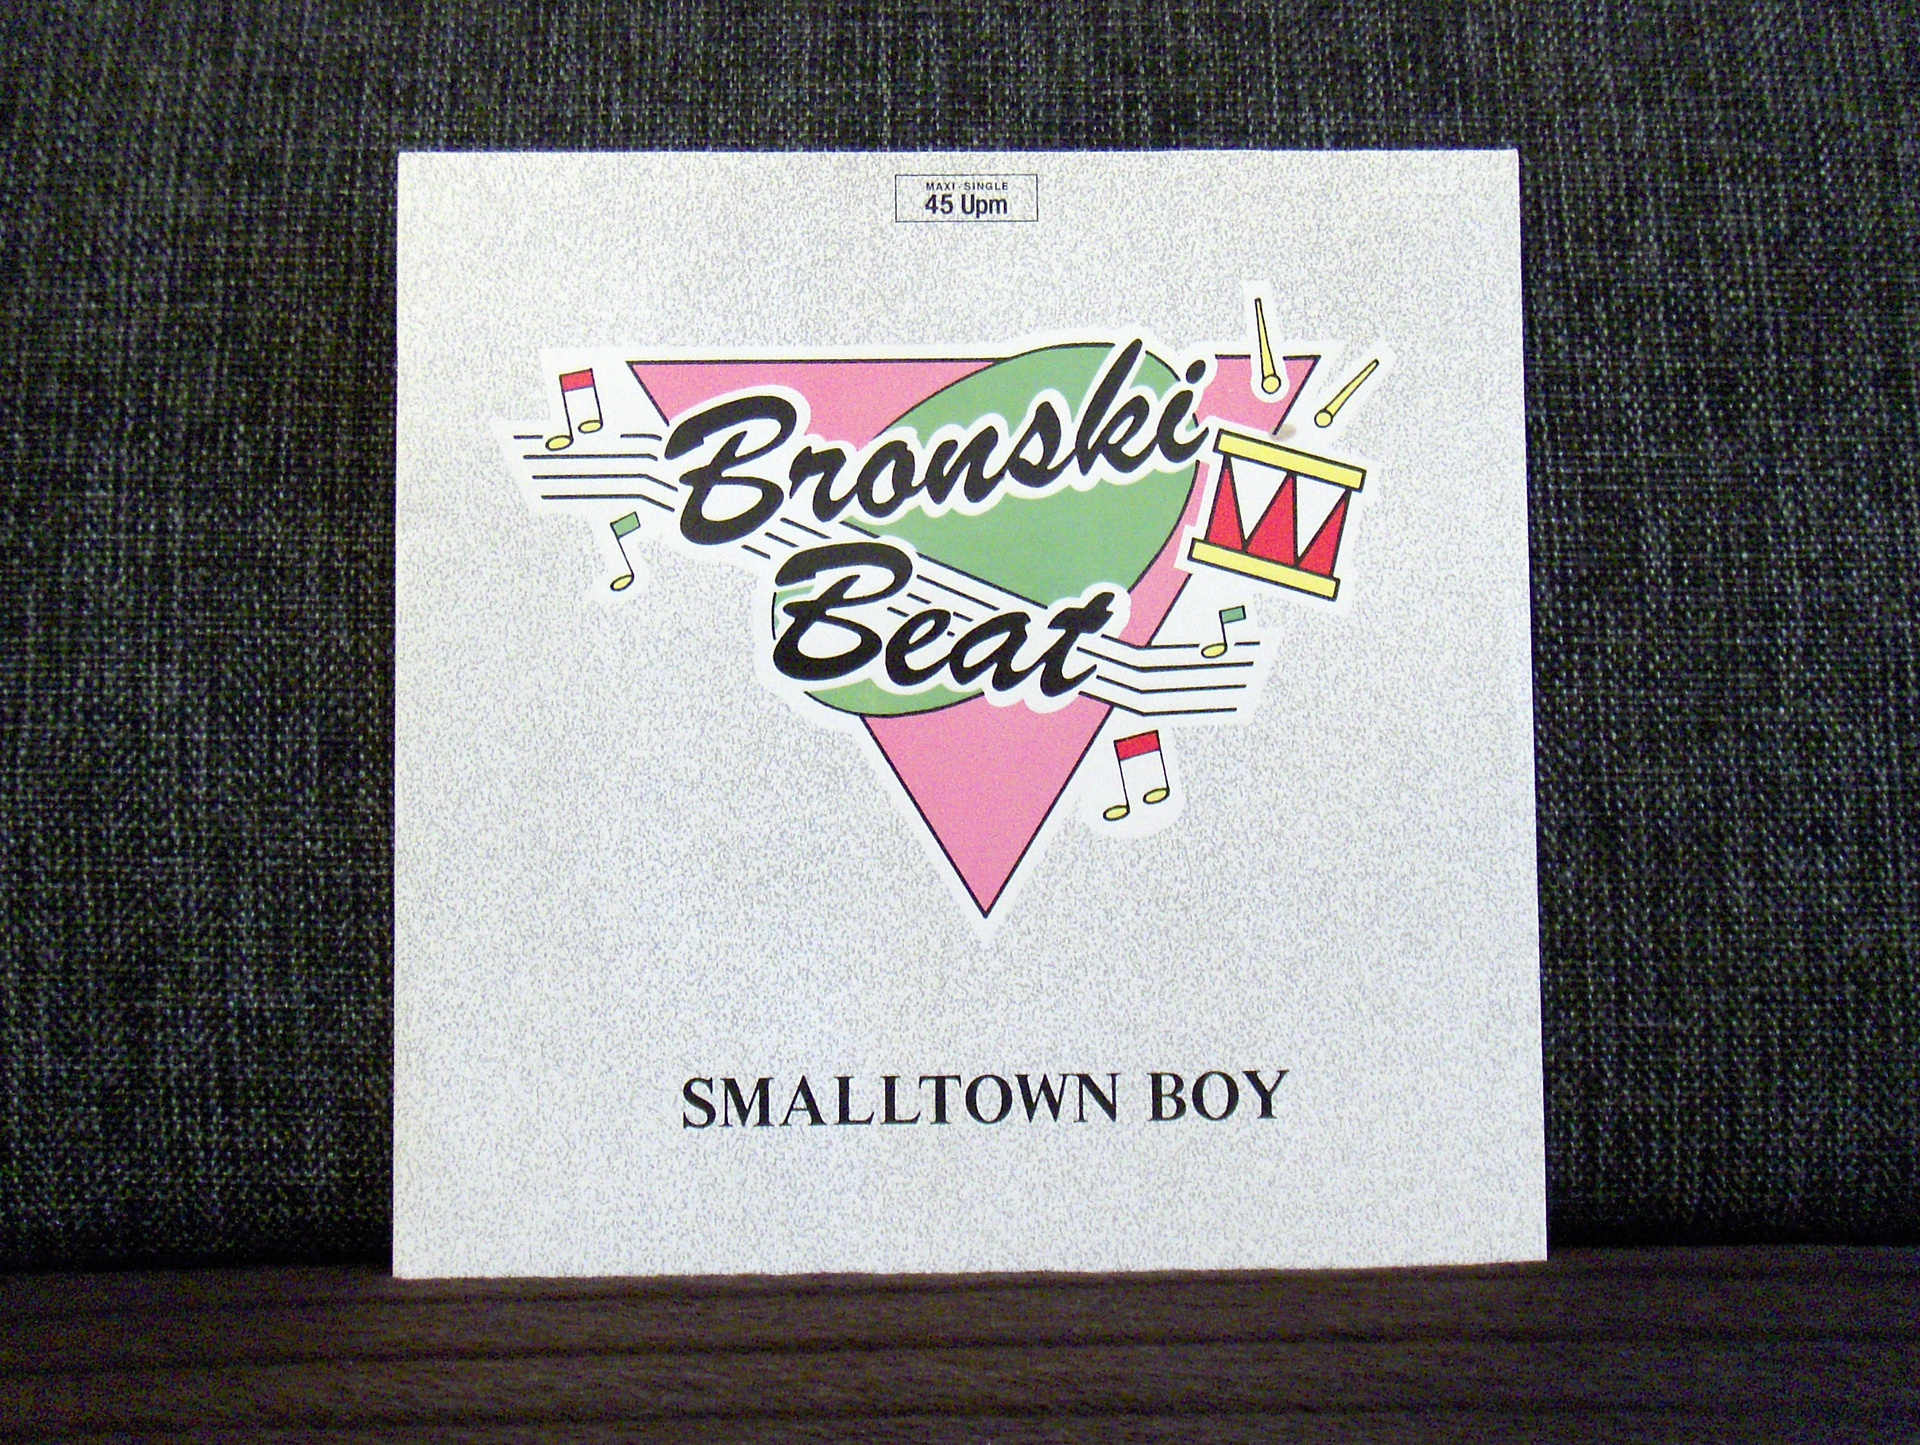 MAXI-SINGLE
45 Upm
Bronski
Beat
SMALLTOWN BOY